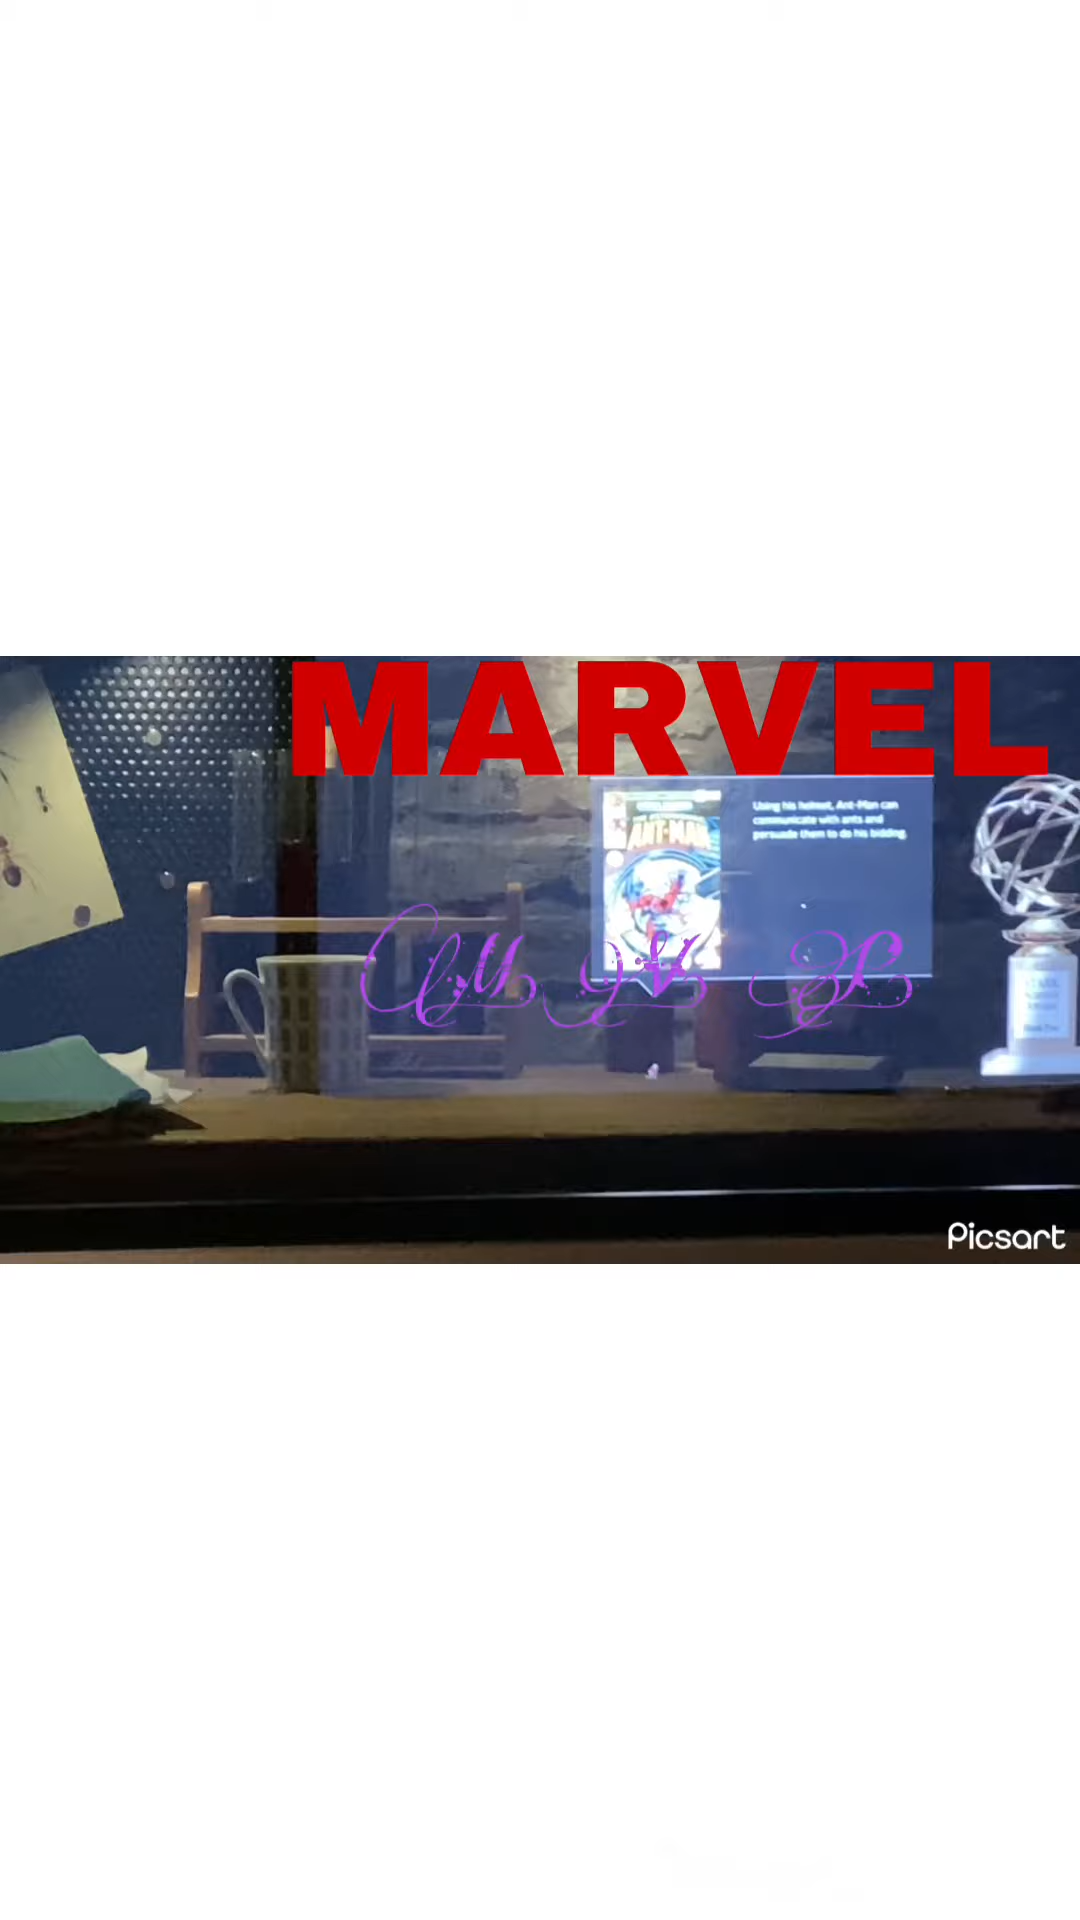 MARVEL
ANT-MAN
Using his helmet, Ant-Man can
communicate with ants and
persuade them to do his bidding.
Picsart